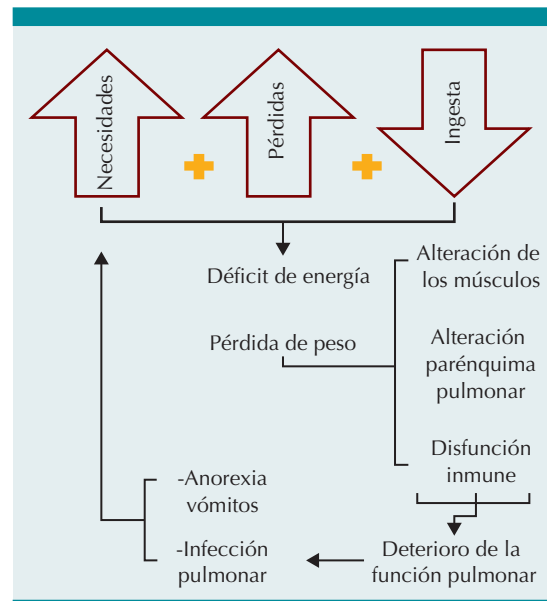 Necesidades
Pérdidas
Ingesta
Déficit de energía
Alteración de
los músculos
Pérdida de peso
Alteración
parénquima
pulmonar
Disfunción
inmune
-Anorexia
vómitos
-Infección
pulmonar
Deterioro de la
función pulmonar